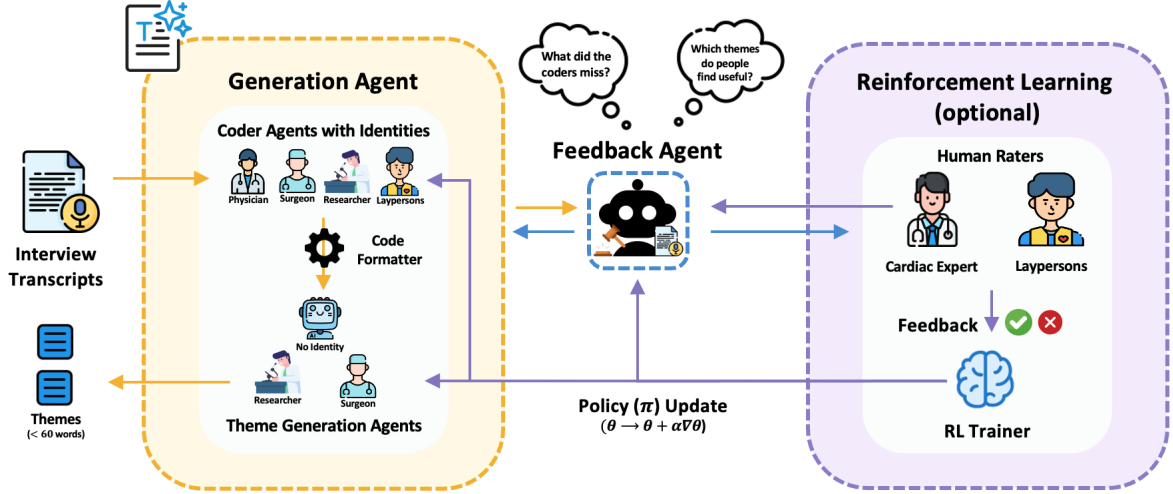 T
Generation Agent
Coder Agents with Identities
Physician
Surgeon
Researcher
Laypersons
Code
Formatter
AI
No Identity
Researcher
Surgeon
Theme Generation Agents
Interview
Transcripts
Themes
(< 60 words)
What did the
coders miss?
Which themes
do people
find useful?
Feedback Agent
Policy (π) Update
(θ → θ + α∇θ)
Reinforcement Learning
(optional)
Human Raters
Cardiac Expert
Laypersons
Feedback
RL Trainer